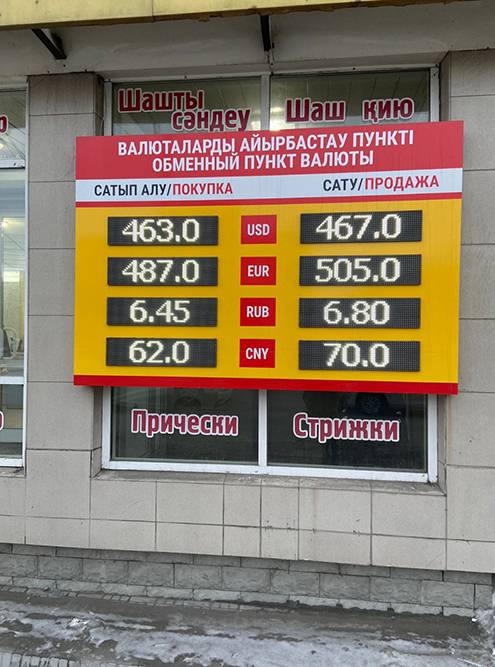 Шашты
сәндеу
Шаш қию
ВАЛЮТАЛАРДЫ АЙЫРБАСТАУ ПУНКТІ
ОБМЕННЫЙ ПУНКТ ВАЛЮТЫ
САТЫП АЛУ/ПОКУПКА САТУ/ПРОДАЖА
463.0 USD 467.0
487.0 EUR 505.0
6.45 RUB 6.80
62.0 CNY 70.0
Прически Стрижки